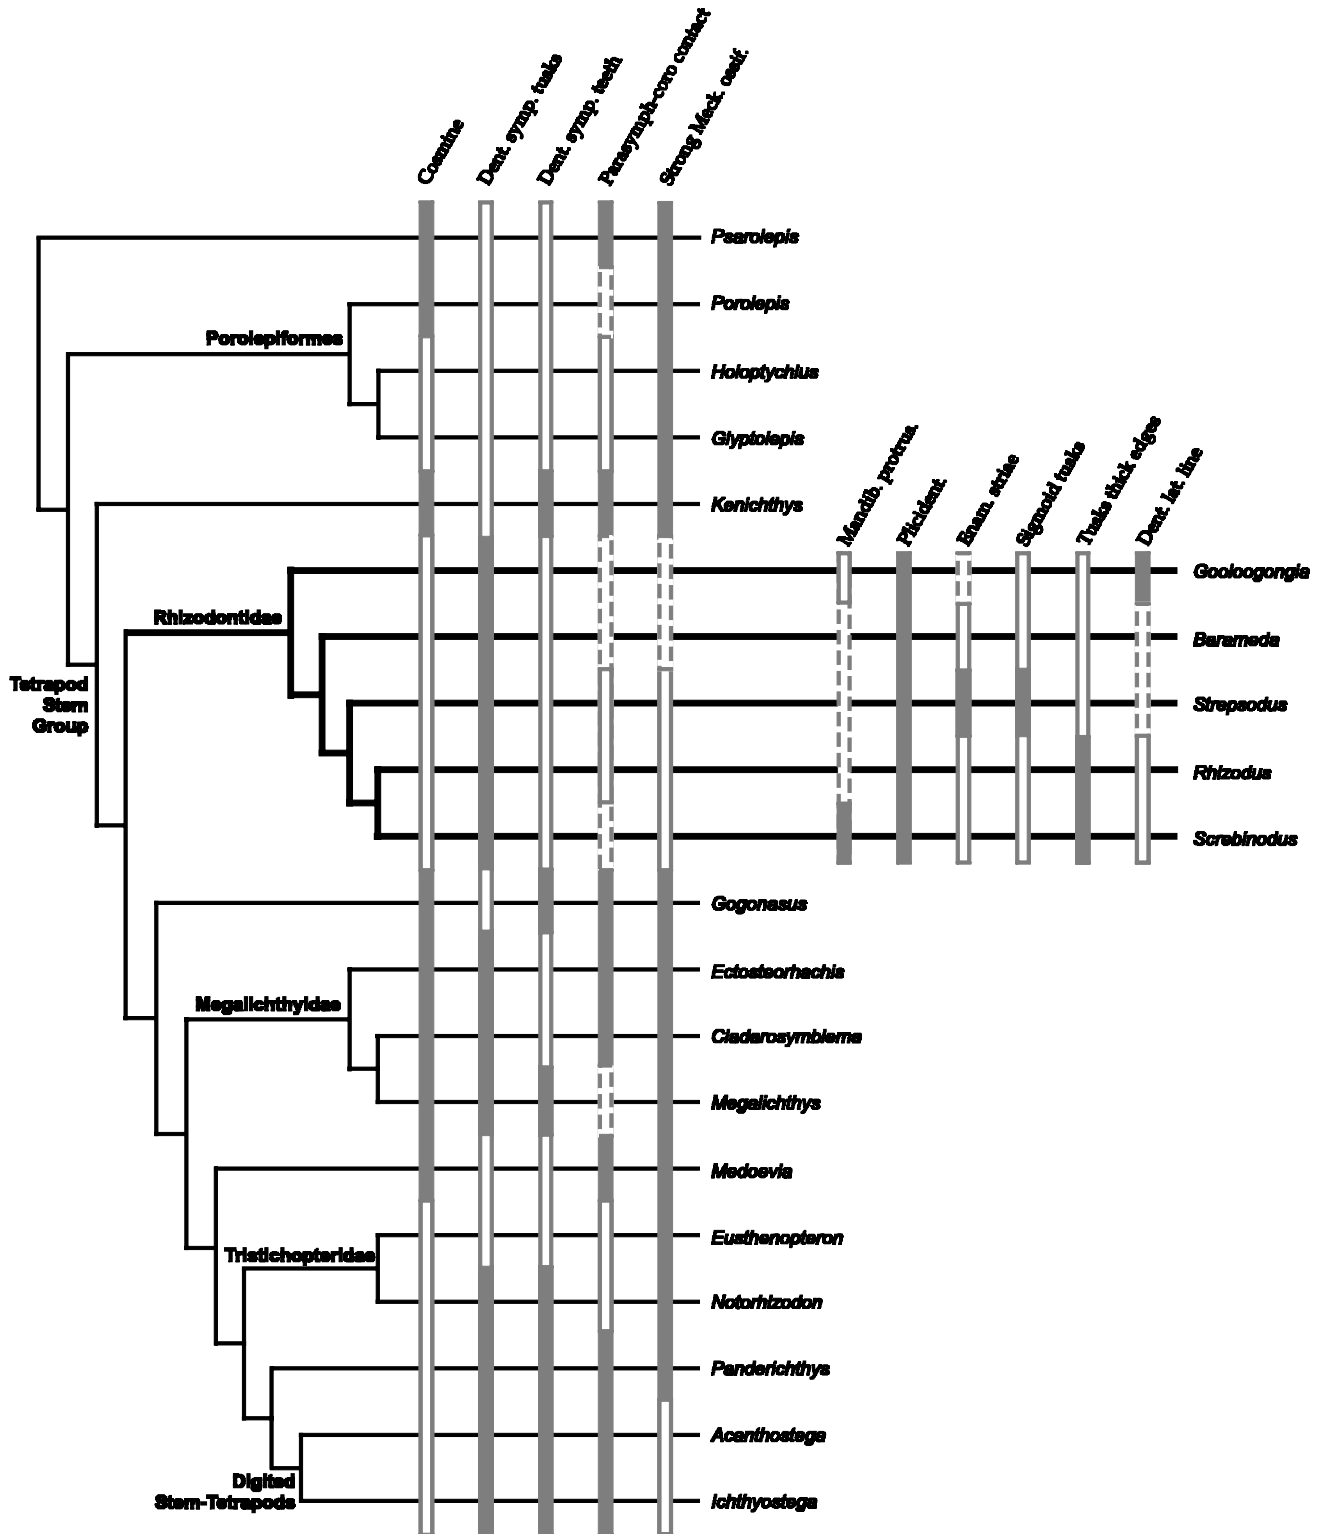 Cosmine
Dent. symp. tusks
Dent. symp. teeth
Parasymph-coro contact
Strong Meck. ossif.
Psarolepis
Porolepis
Porolepiformes
Holoptychius
Glyptolepis
Mandib. protrus.
Plicident.
Enam. striae
Sigmoid tusks
Tusks thick edges
Dent. lat. line
Kenichthys
Gooloogongia
Rhizodontidae
Barameda
Tetrapod
Stem
Group
Strepsodus
Rhizodus
Screbinodus
Gogonasus
Ectosteorhachis
Megalichthyidae
Cladarosymblema
Megalichthys
Medoevia
Eusthenopteron
Tristichopteridae
Notorhizodon
Panderichthys
Acanthostega
Digited
Stem-Tetrapods
Ichthyostega